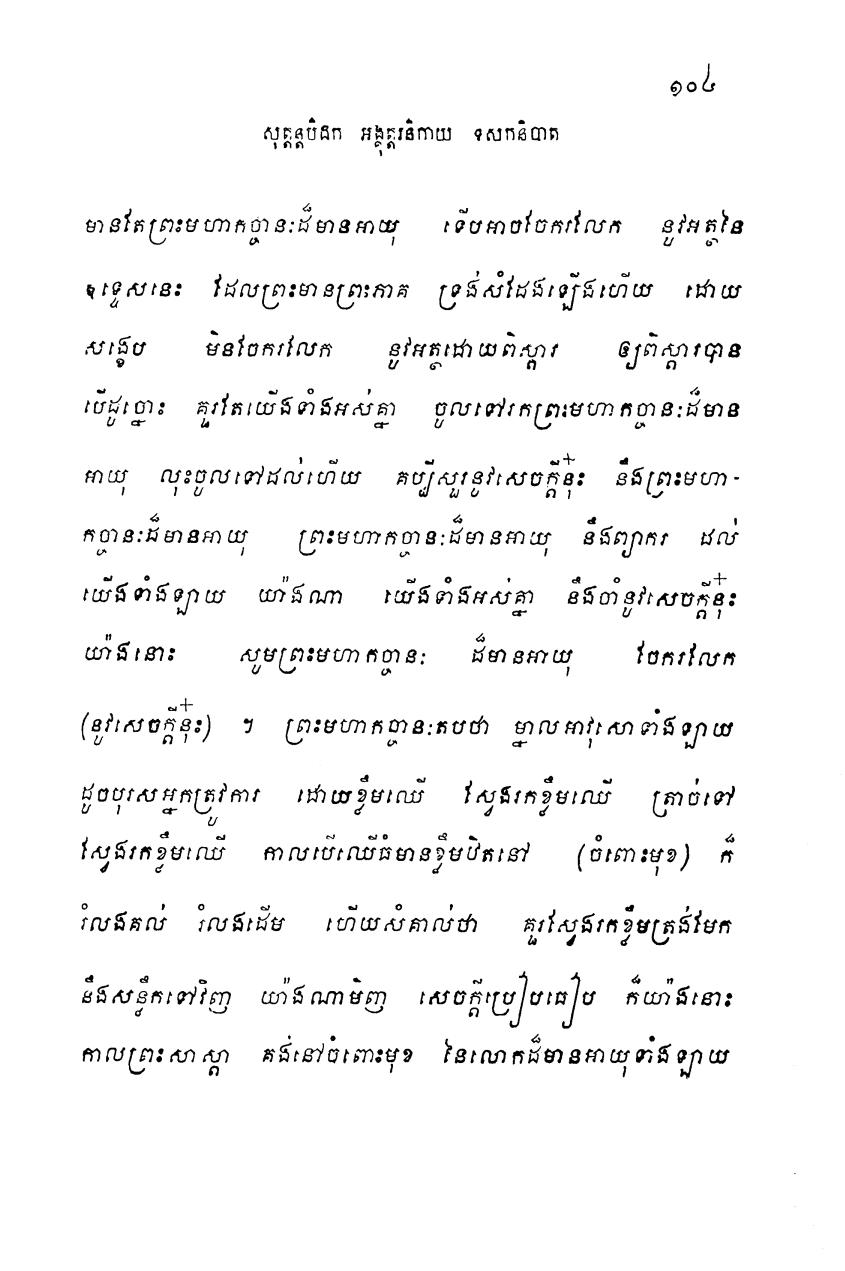 ១០៤
សុត្តន្តបិដក អង្គុត្តរនិកាយ ទសកនិបាត
មានតែព្រះមហាកច្ចានៈដ៏មានអាយុ ទើបអាចចែករលែក នូវអត្ថនៃ
ឧទ្ទេសនេះ ដែលព្រះមានព្រះភាគ ទ្រង់សំដែងឡើងហើយ ដោយ
សង្ខេប មិនចែករលែក នូវអត្ថដោយពិស្តារ ឲ្យពិស្តារបាន
បើដូច្នោះ គួរតែយើងទាំងអស់គ្នា ចូលទៅរកព្រះមហាកច្ចានៈដ៏មាន
អាយុ លុះចូលទៅដល់ហើយ គប្បីសួរនូវសេចក្តីនុ៎ះ នឹងព្រះមហា-
កច្ចានៈដ៏មានអាយុ ព្រះមហាកច្ចានៈដ៏មានអាយុ នឹងព្យាករ ដល់
យើងទាំងឡាយ យ៉ាងណា យើងទាំងអស់គ្នា នឹងចាំនូវសេចក្តីនុ៎ះ
យ៉ាងនោះ សូមព្រះមហាកច្ចានៈ ដ៏មានអាយុ ចែករលែក
(នូវសេចក្តីនុ៎ះ) ។ ព្រះមហាកច្ចានៈតបថា ម្នាលអាវុសោទាំងឡាយ
ដូចបុរសអ្នកត្រូវការ ដោយខ្លឹមឈើ ស្វែងរកខ្លឹមឈើ ត្រាច់ទៅ
ស្វែងរកខ្លឹមឈើ កាលបើឈើធំមានខ្លឹមឋិតនៅ (ចំពោះមុខ) ក៏
រំលងគល់ រំលងដើម ហើយសំគាល់ថា គួរស្វែងរកខ្លឹមត្រង់មែក
នឹងសន្លឹកទៅវិញ យ៉ាងណាមិញ សេចក្តីប្រៀបធៀប ក៏យ៉ាងនោះ
កាលព្រះសាស្តា គង់នៅចំពោះមុខ នៃលោកដ៏មានអាយុទាំងឡាយ